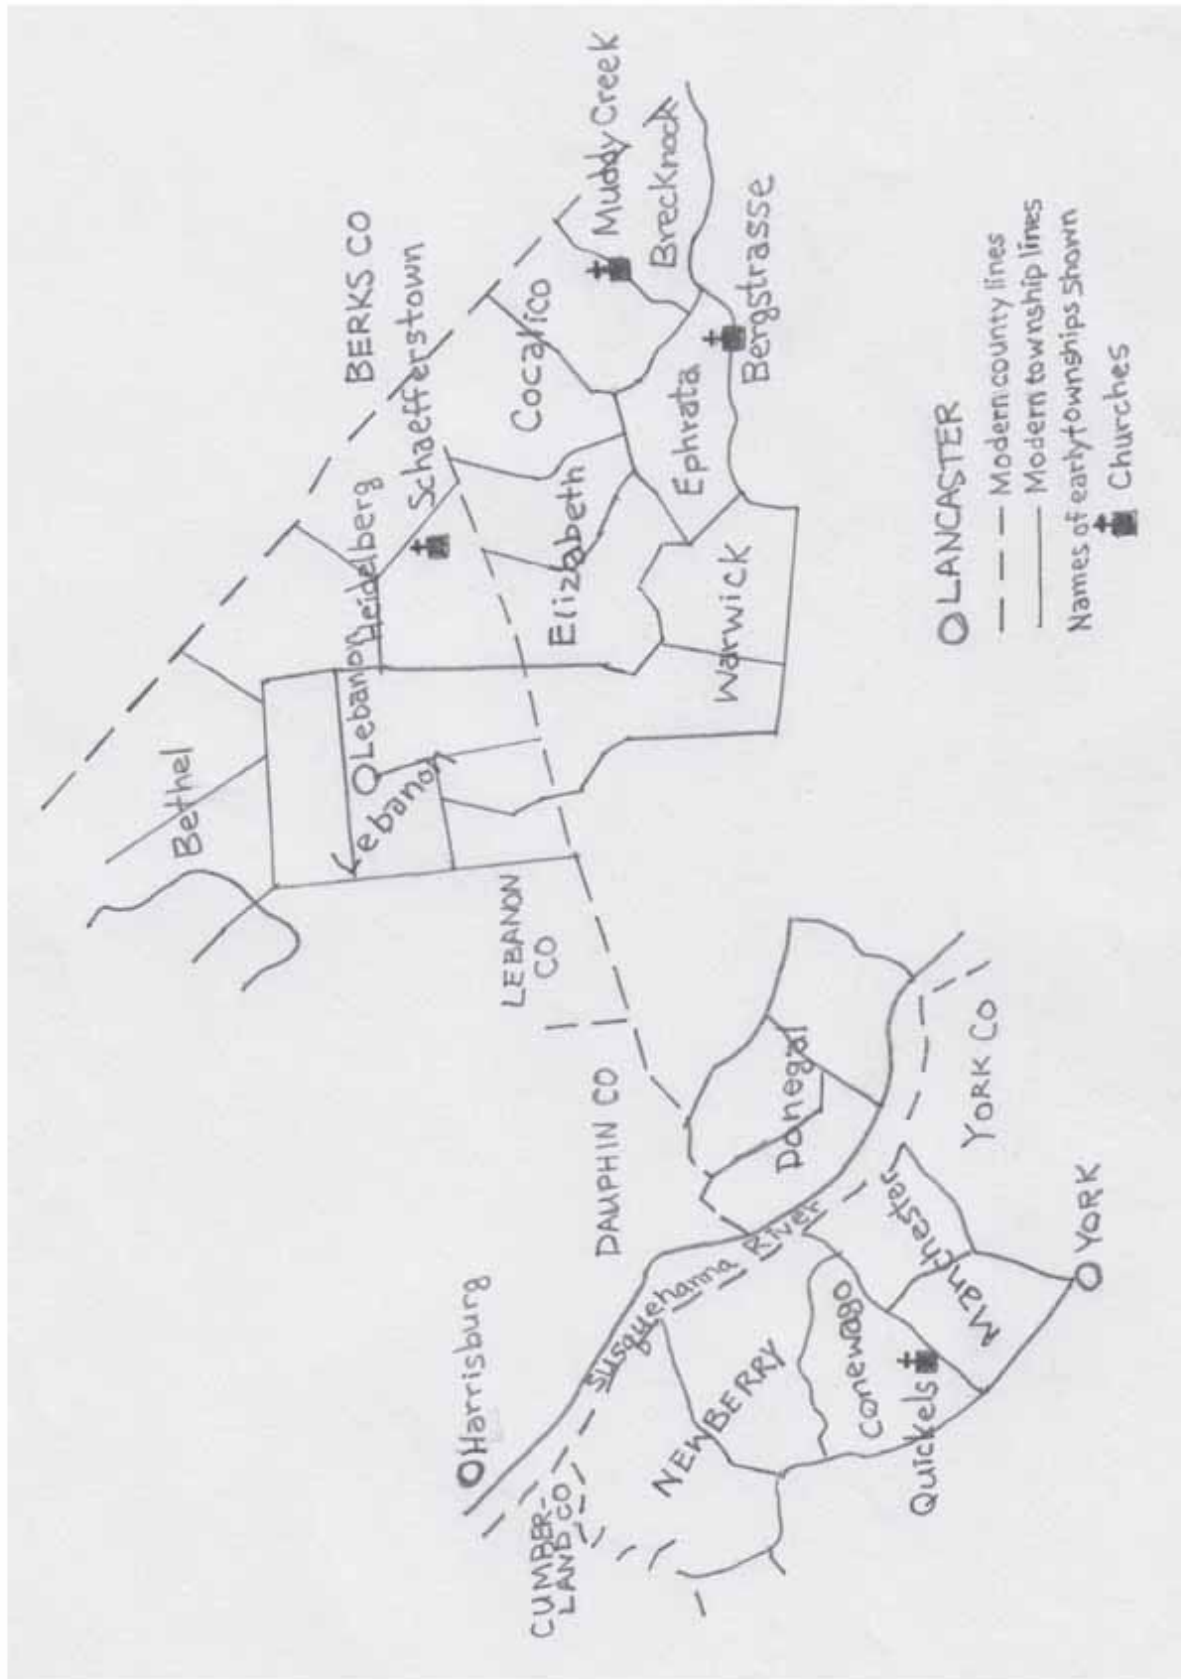 Bethel
BERKS CO
Lebanon
Heidelberg
Schaefferstown
Lebanon
Cocalico
Muddy Creek
Elizabeth
Brecknock
LEBANON
CO
Ephrata
Bergstrasse
Warwick
Harrisburg
DAUPHIN CO
CUMBER-
LAND CO
Susquehanna River
Donegal
NEWBERRY
Conewago
Manchester
Quickels
YORK CO
YORK
LANCASTER
Modern county lines
Modern township lines
Names of early townships shown
Churches